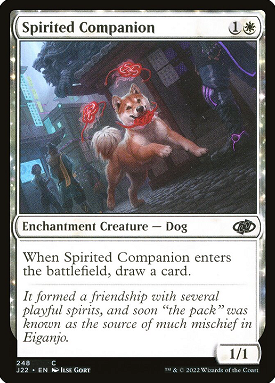 Spirited Companion 1
Enchantment Creature — Dog
When Spirited Companion enters
the battlefield, draw a card.
It formed a friendship with several
playful spirits, and soon “the pack” was
known as the source of much mischief in
Eiganjo.
1/1
248 C
J22 • EN Ilse Gort
™ & © 2022 Wizards of the Coast